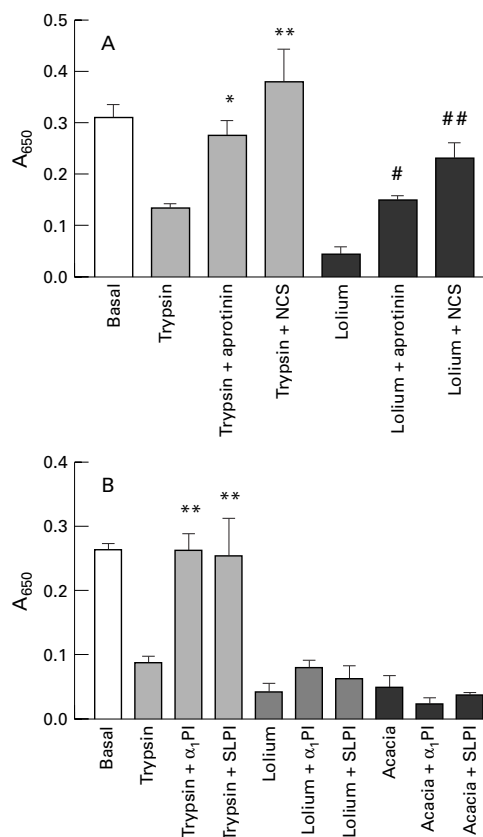 A
0.5
0.4
0.3
0.2
0.1
0.0
A650
*
**
#
##
Basal
Trypsin
Trypsin + aprotinin
Trypsin + NCS
Lolium
Lolium + aprotinin
Lolium + NCS
B
0.4
0.3
0.2
0.1
0.0
A650
**
**
Basal
Trypsin
Trypsin + α1PI
Trypsin + SLPI
Lolium
Lolium + α1PI
Lolium + SLPI
Acacia
Acacia + α1PI
Acacia + SLPI